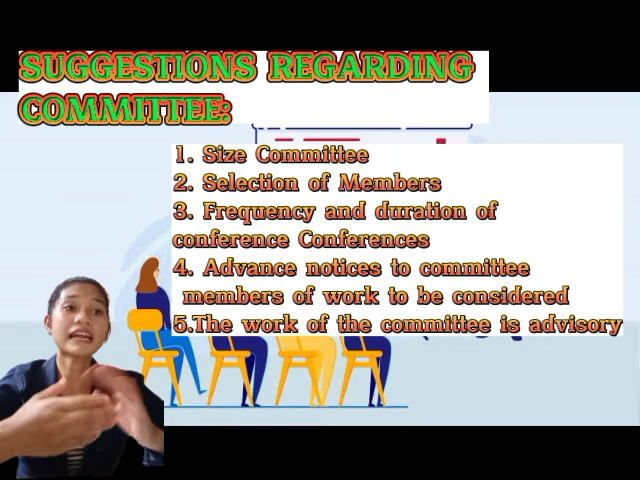 SUGGESTIONS REGARDING
COMMITTEE:
1. Size Committee
2. Selection of Members
3. Frequency and duration of
conference Conferences
4. Advance notices to committee
members of work to be considered
5.The work of the committee is advisory